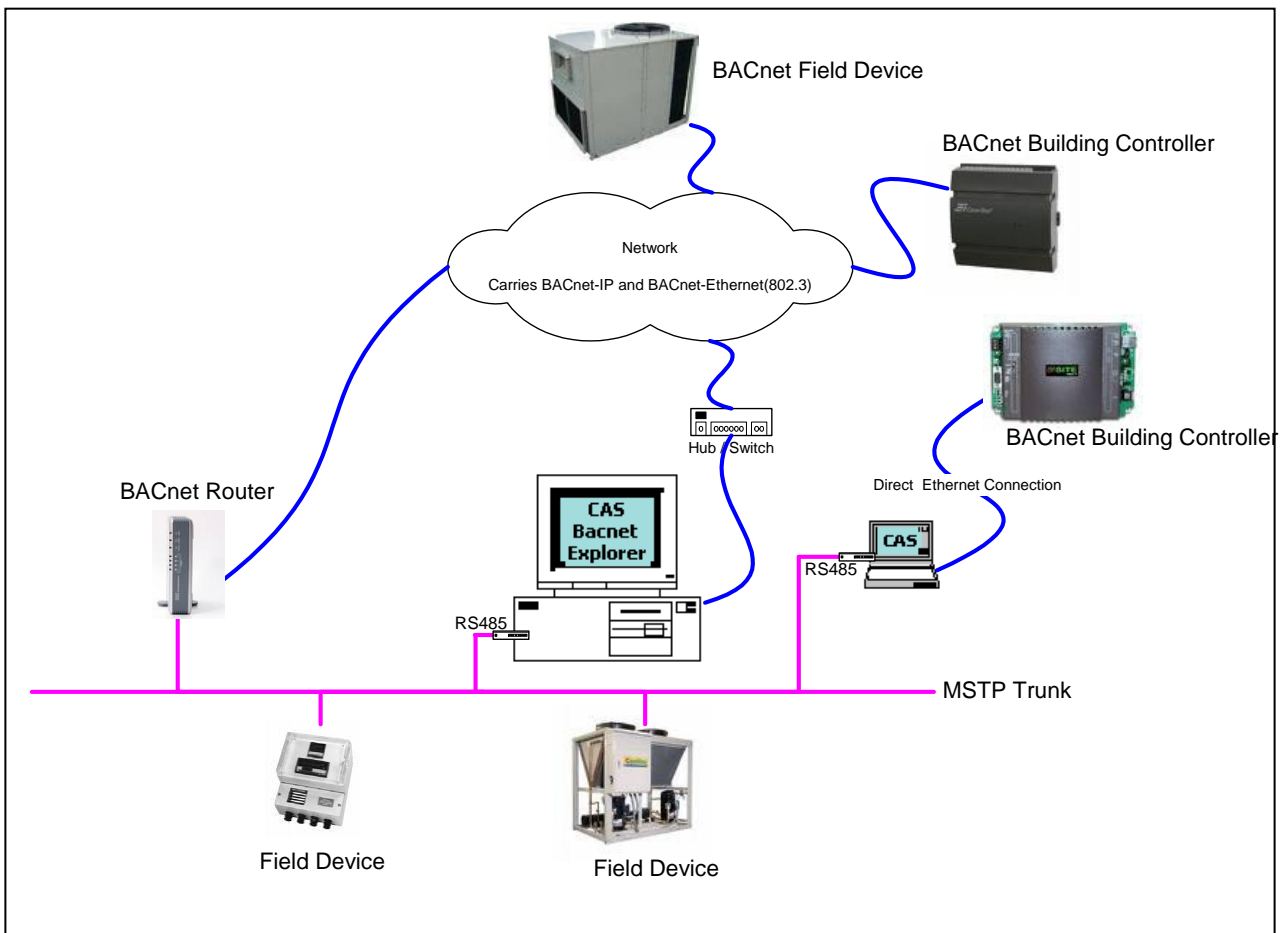 BACnet Field Device
BACnet Building Controller
Network
Carries BACnet-IP and BACnet-Ethernet(802.3)
BACnet Building Controller
Hub / Switch
Direct Ethernet Connection
BACnet Router
CAS
Bacnet
Explorer
CAS
RS485
RS485
MSTP Trunk
Field Device
Field Device